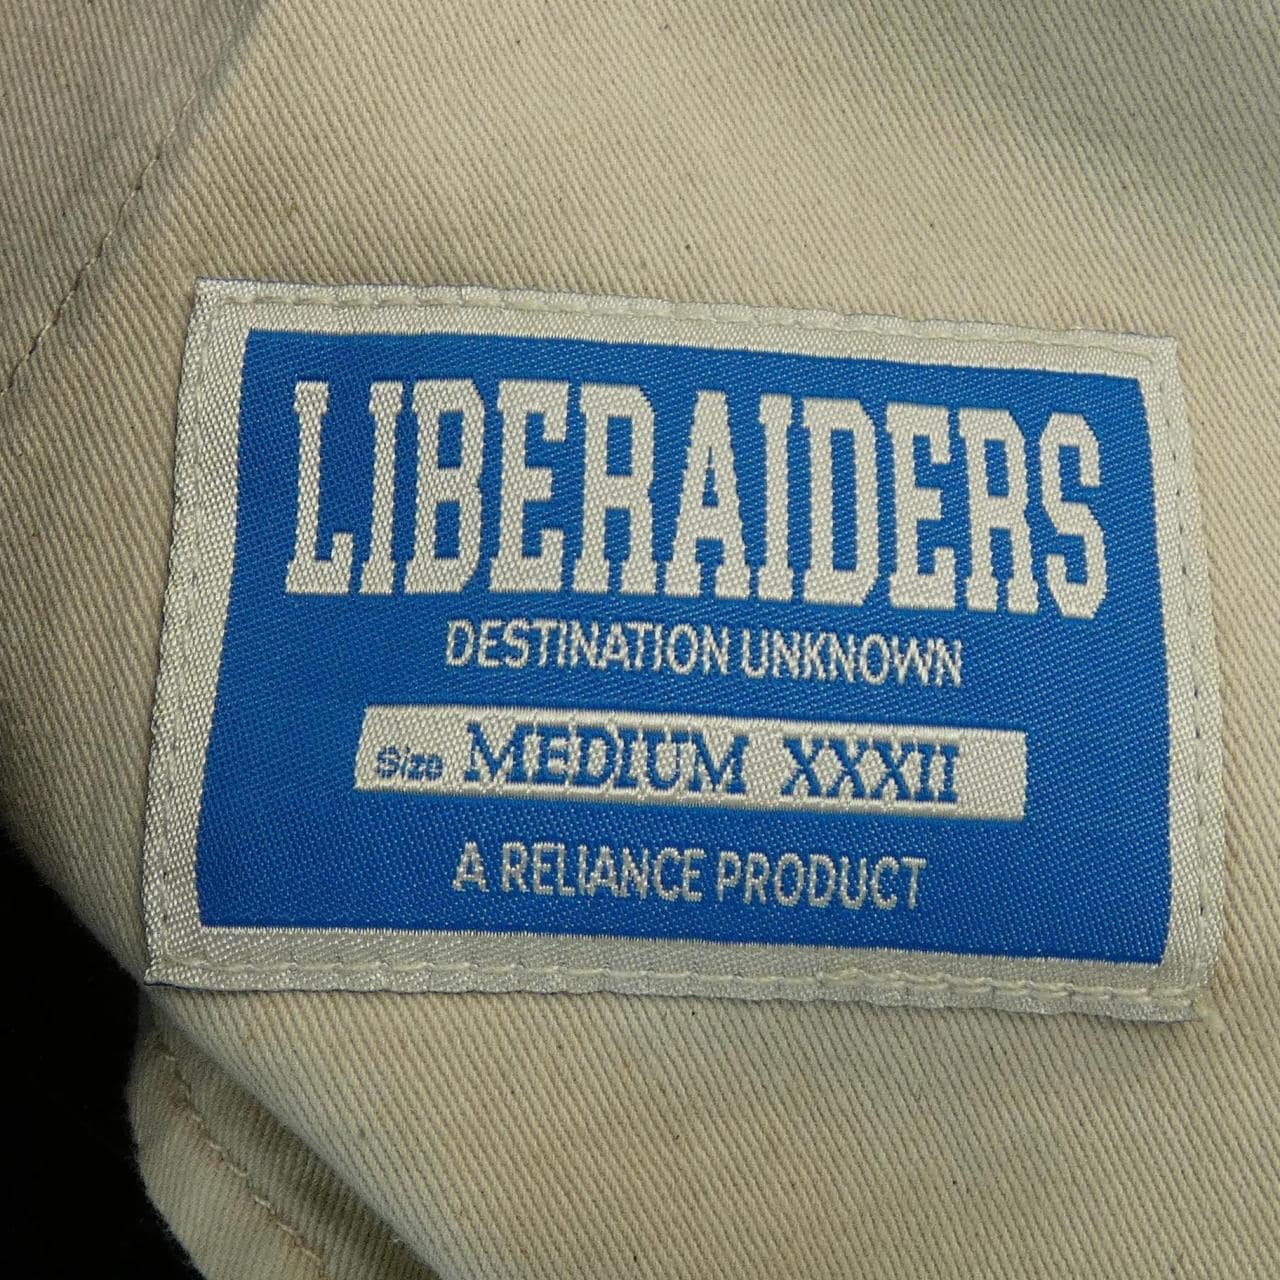 LIBERAIDERS
DESTINATION UNKNOWN
Size MEDIUM XXXII
A RELIANCE PRODUCT